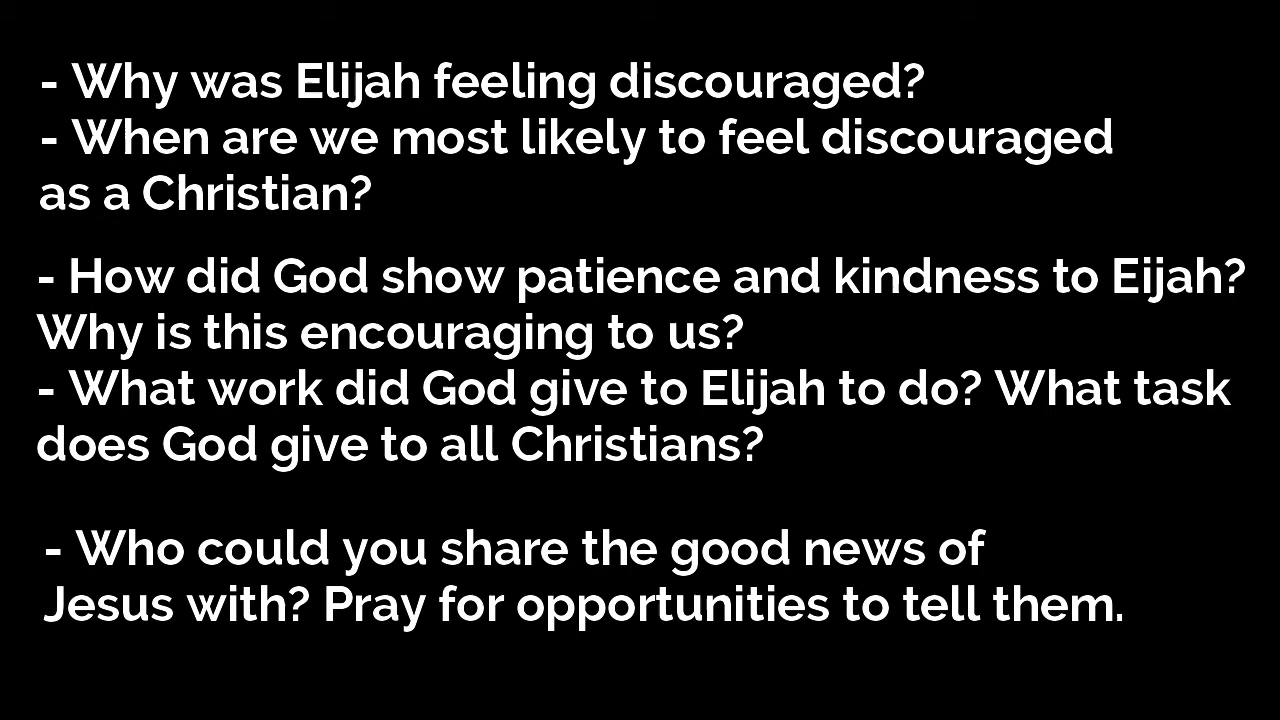 - Why was Elijah feeling discouraged?
- When are we most likely to feel discouraged
as a Christian?
- How did God show patience and kindness to Eijah?
Why is this encouraging to us?
- What work did God give to Elijah to do? What task
does God give to all Christians?
- Who could you share the good news of
Jesus with? Pray for opportunities to tell them.